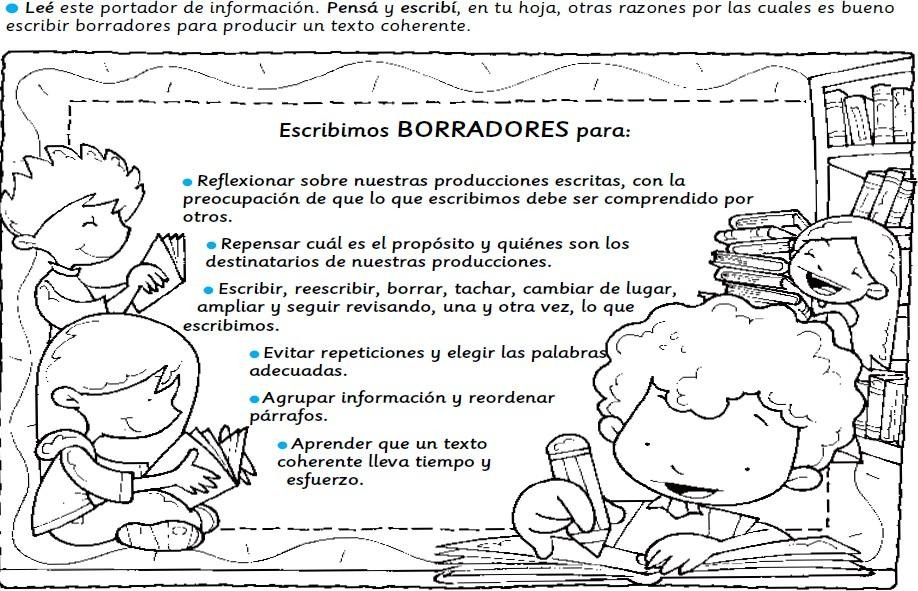 ● Leé este portador de información. Pensá y escribí, en tu hoja, otras razones por las cuales es bueno
escribir borradores para producir un texto coherente.
Escribimos BORRADORES para:
● Reflexionar sobre nuestras producciones escritas, con la
preocupación de que lo que escribimos debe ser comprendido por
otros.
● Repensar cuál es el propósito y quiénes son los
destinatarios de nuestras producciones.
● Escribir, reescribir, borrar, tachar, cambiar de lugar,
ampliar y seguir revisando, una y otra vez, lo que
escribimos.
● Evitar repeticiones y elegir las palabras
adecuadas.
● Agrupar información y reordenar
párrafos.
● Aprender que un texto
coherente lleva tiempo y
esfuerzo.